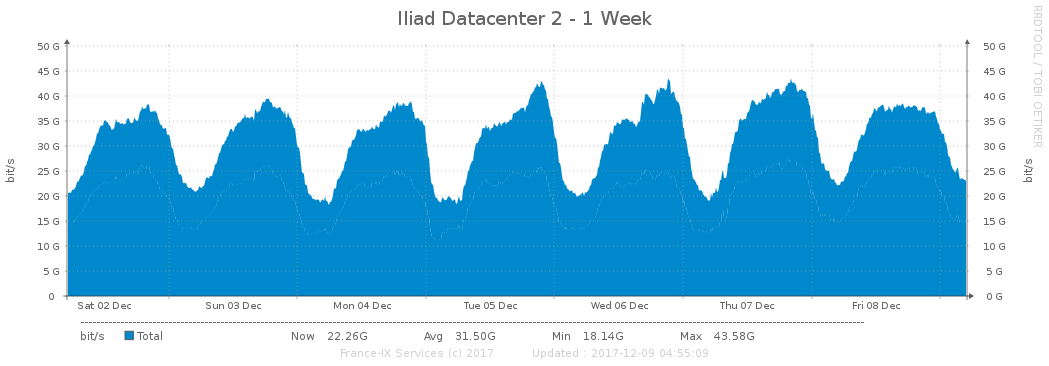 Iliad Datacenter 2 - 1 Week
RRDTOOL / TOBI OETIKER
50 G 50 G
45 G 45 G
40 G 40 G
35 G 35 G
30 G 30 G
25 G 25 G
20 G 20 G
15 G 15 G
10 G 10 G
5 G 5 G
0 0 G
bit/s bit/s
Sat 02 Dec Sun 03 Dec Mon 04 Dec Tue 05 Dec Wed 06 Dec Thu 07 Dec Fri 08 Dec
bit/s Total Now 22.26G Avg 31.50G Min 18.14G Max 43.58G
France-IX Services (c) 2017 Updated : 2017-12-09 04:55:09